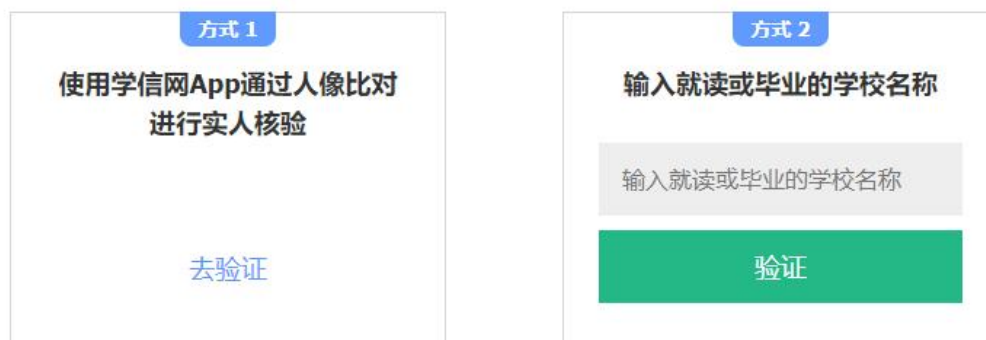 方式 1
使用学信网App通过人像比对
进行实人核验
去验证
方式 2
输入就读或毕业的学校名称
输入就读或毕业的学校名称
验证